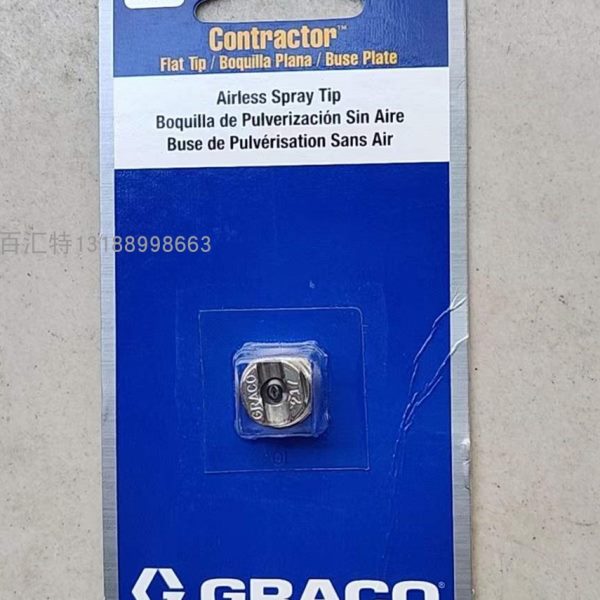 Contractor™
Flat Tip / Boquilla Plana / Buse Plate
Airless Spray Tip
Boquilla de Pulverización Sin Aire
Buse de Pulvérisation Sans Air
百汇特13188998663
GRACO
GRACO